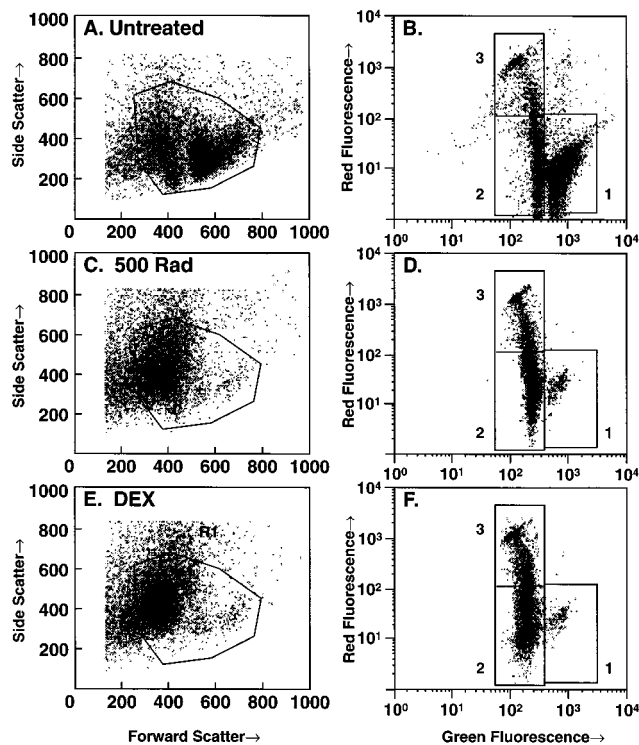 A. Untreated
B.
1000
800
600
400
200
0
Side Scatter→
0 200 400 600 800 1000
Red Fluorescence→
10⁴
10³
10¹
3
2
1
10⁰ 10¹ 10² 10³ 10⁴
C. 500 Rad
D.
1000
800
600
400
200
0
Side Scatter→
0 200 400 600 800 1000
Red Fluorescence→
10⁴
10³
10²
10¹
3
2
1
10⁰ 10¹ 10² 10³ 10⁴
E. DEX
F.
R1
1000
800
600
400
200
0
Side Scatter→
0 200 400 600 800 1000
Forward Scatter→
Red Fluorescence→
10⁴
10³
10²
10¹
3
2
1
10⁰ 10¹ 10² 10³ 10⁴
Green Fluorescence→